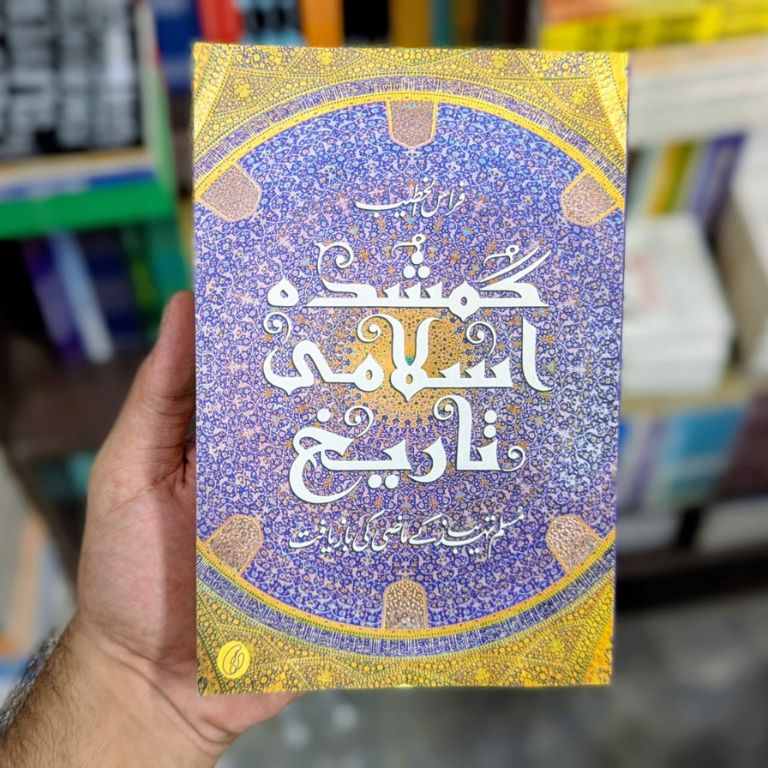 فراس الخطیب
گمشدہ
اسلامی
تاریخ
مسلم تہذیب کے ماضی کی بازیافت